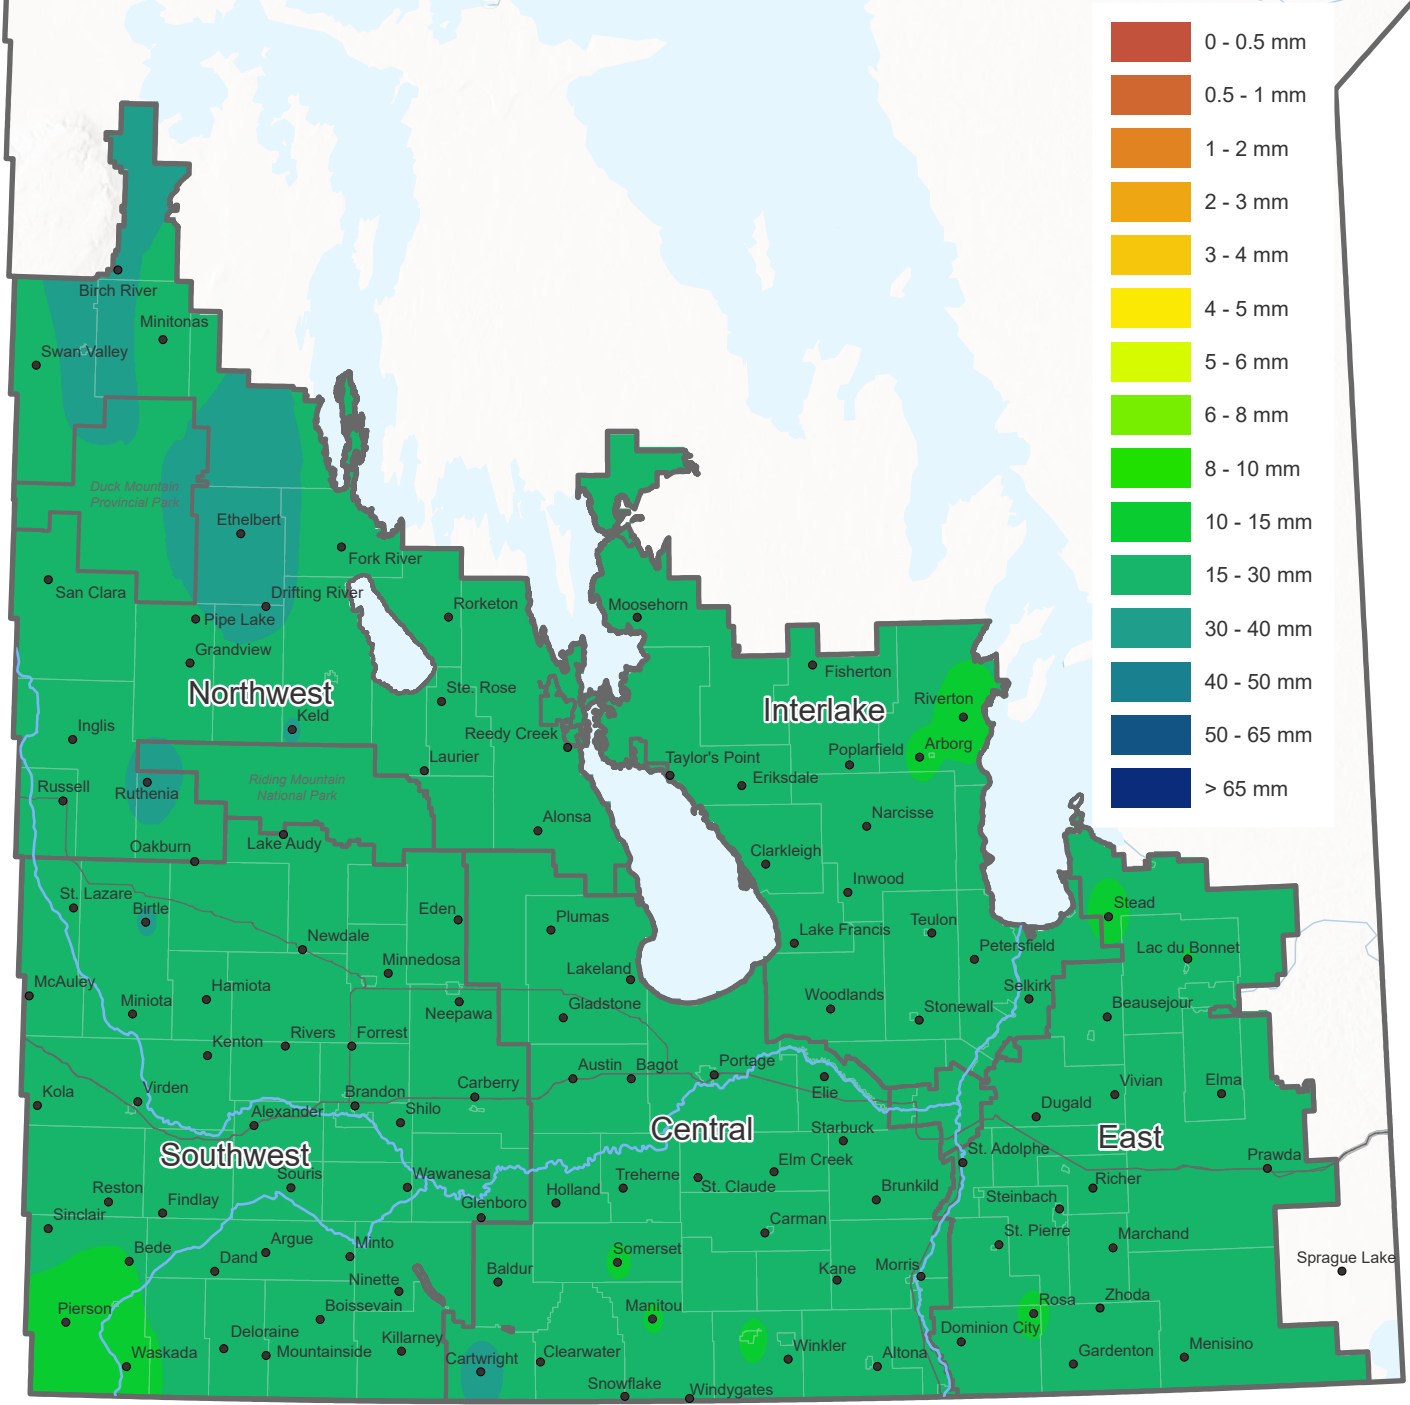 0 - 0.5 mm
0.5 - 1 mm
1 - 2 mm
2 - 3 mm
3 - 4 mm
4 - 5 mm
5 - 6 mm
6 - 8 mm
8 - 10 mm
10 - 15 mm
15 - 30 mm
30 - 40 mm
40 - 50 mm
50 - 65 mm
> 65 mm
Birch River
Minitonas
Swan Valley
Duck Mountain
Provincial Park
Ethelbert
Fork River
San Clara
Drifting River
Pipe Lake
Rorketon
Moosehorn
Grandview
Fisherton
Northwest
Ste. Rose
Interlake
Riverton
Keld
Inglis
Reedy Creek
Arborg
Poplarfield
Laurier
Taylor's Point
Eriksdale
Riding Mountain
National Park
Russell
Ruthenia
Alonsa
Narcisse
Lake Audy
Oakburn
Clarkleigh
Inwood
St. Lazare
Birtle
Eden
Plumas
Stead
Teulon
Lake Francis
Newdale
Petersfield
Lac du Bonnet
Minnedosa
Lakeland
McAuley
Hamiota
Miniota
Selkirk
Woodlands
Stonewall
Beausejour
Neepawa
Gladstone
Rivers
Forrest
Kenton
Portage
Austin
Bagot
Kola
Virden
Brandon
Carberry
Elie
Vivian
Elma
Alexander
Shilo
Dugald
Central
Starbuck
East
Southwest
St. Adolphe
Prawda
Souris
Wawanesa
Treherne
St. Claude
Elm Creek
Richer
Reston
Findlay
Holland
Brunkild
Steinbach
Sinclair
Glenboro
Carman
St. Pierre
Marchand
Bede
Argue
Minto
Somerset
Sprague Lake
Dand
Ninette
Baldur
Kane
Morris
Pierson
Boissevain
Manitou
Rosa
Zhoda
Deloraine
Killarney
Dominion City
Waskada
Mountainside
Cartwright
Clearwater
Winkler
Altona
Gardenton
Menisino
Snowflake
Windygates